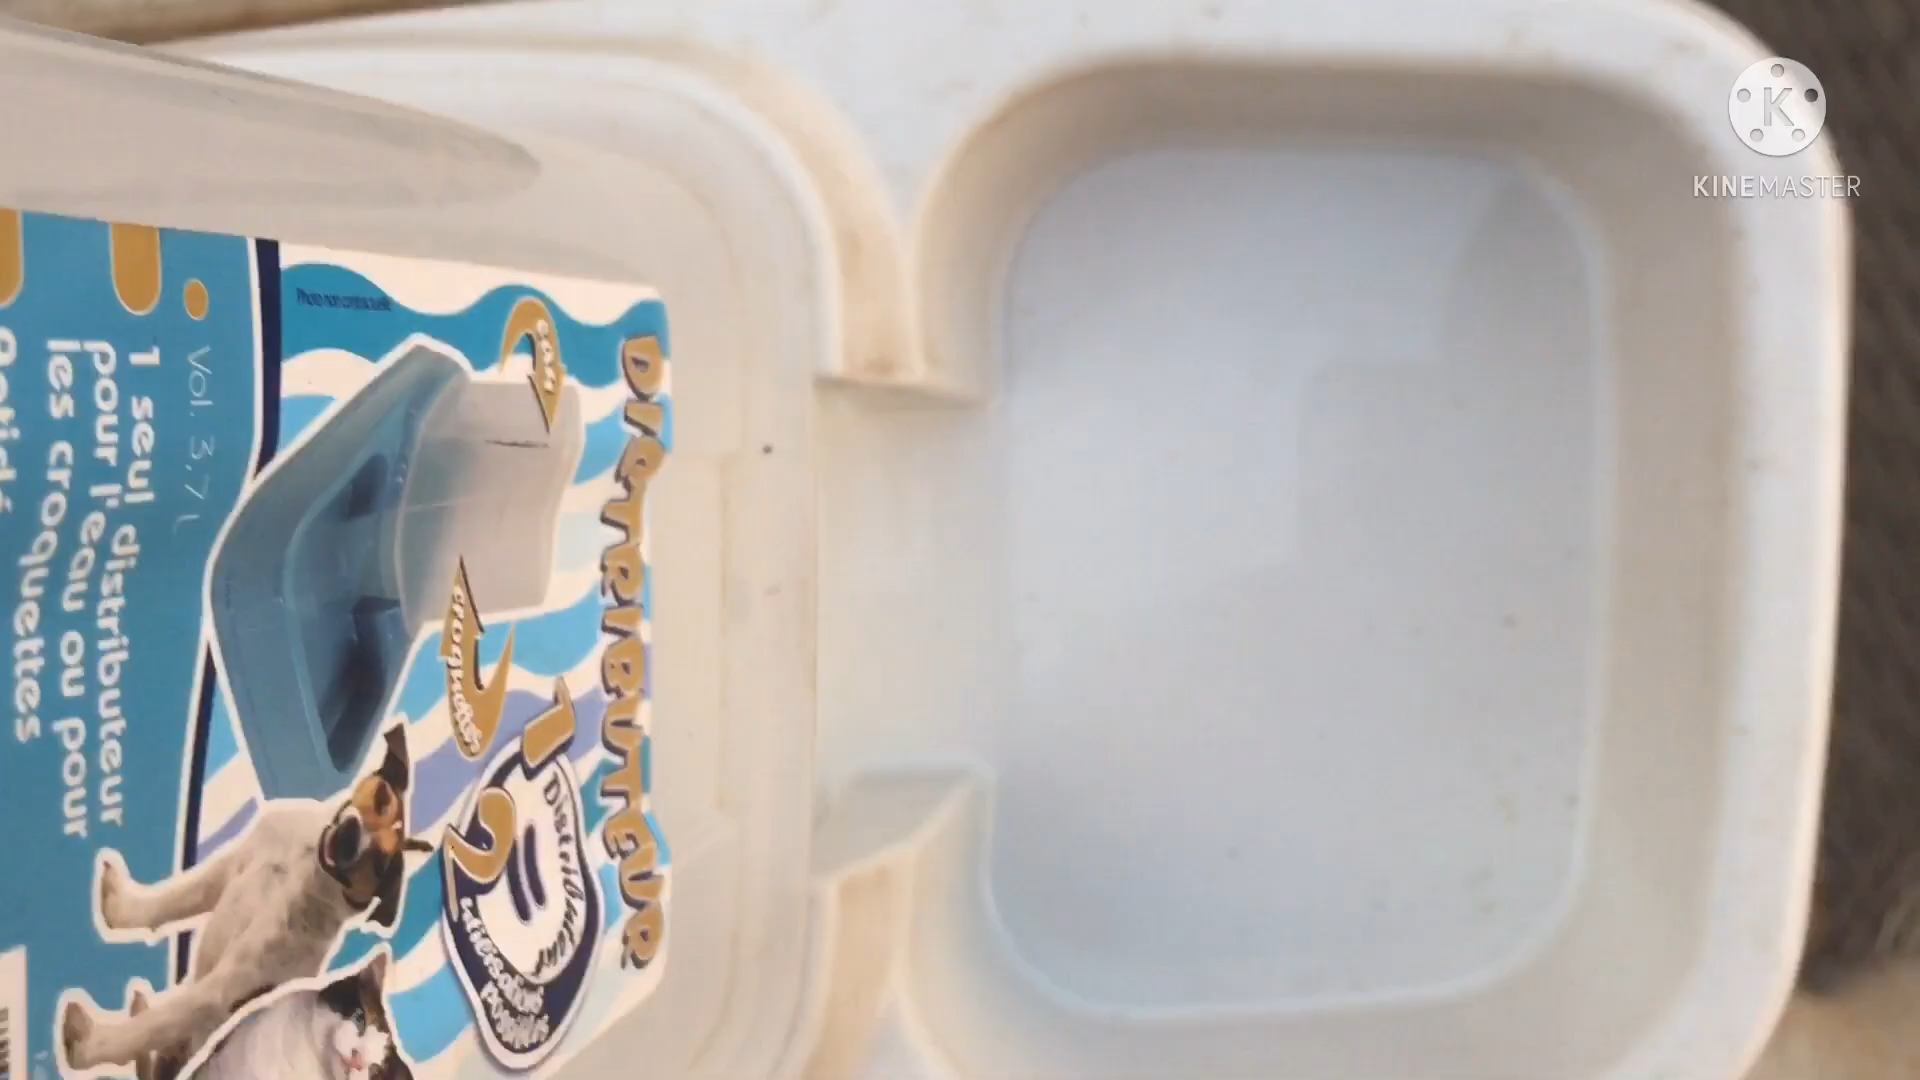 KINEMASTER
DISTRIBUTEUR
Photo non contractuelle
eau
croquettes
1
Distributeur
=
2
utilisations
possibles
Vol. 3,7 L
1 seul distributeur
pour l'eau ou pour
les croquettes